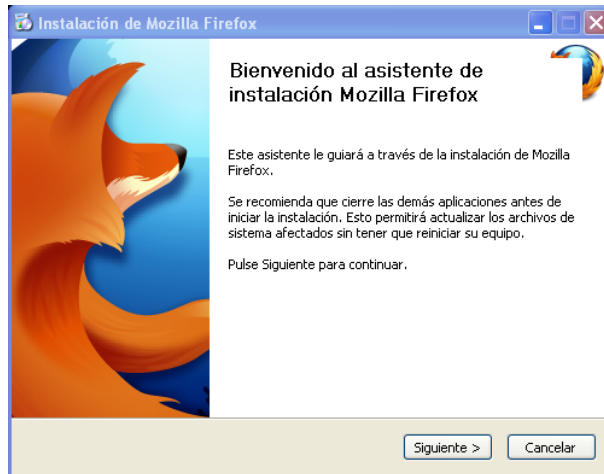 Instalación de Mozilla Firefox
Bienvenido al asistente de
instalación Mozilla Firefox
Este asistente le guiará a través de la instalación de Mozilla
Firefox.
Se recomienda que cierre las demás aplicaciones antes de
iniciar la instalación. Esto permitirá actualizar los archivos de
sistema afectados sin tener que reiniciar su equipo.
Pulse Siguiente para continuar.
Siguiente >
Cancelar